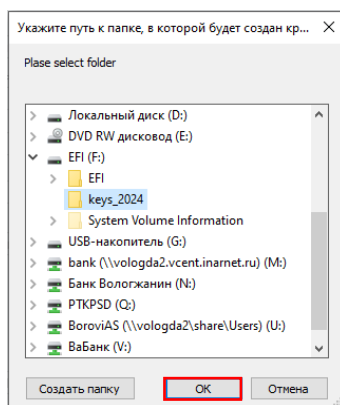 Укажите путь к папке, в которой будет создан кр...
Plase select folder
Локальный диск (D:)
DVD RW дисковод (E:)
EFI (F:)
EFI
keys_2024
System Volume Information
USB-накопитель (G:)
bank (\\vologda2.vcent.inarnet.ru) (M:)
Банк Вологжанин (N:)
PTKPSD (Q:)
BoroviAS (\\vologda2\share\Users) (U:)
ВаБанк (V:)
Создать папку ОК Отмена